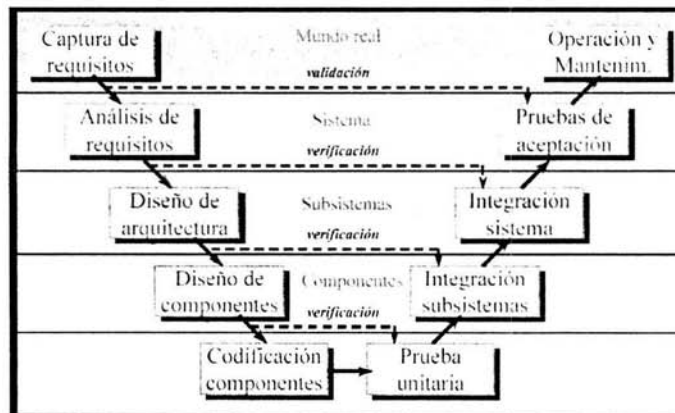 Captura de
requisitos
Mundo real
validación
Operación y
Mantenim.
Análisis de
requisitos
Sistema
verificación
Pruebas de
aceptación
Diseño de
arquitectura
Subsistemas
verificación
Integración
sistema
Diseño de
componentes
Componentes
verificación
Integración
subsistemas
Codificación
componentes
Prueba
unitaria